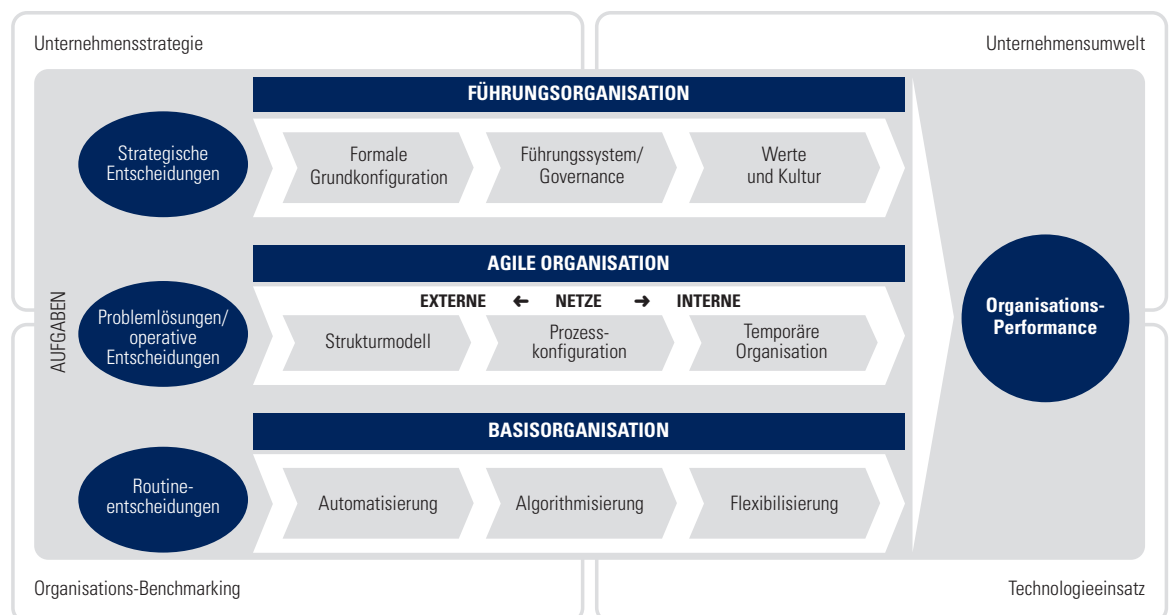 Unternehmensstrategie
Unternehmensumwelt
FÜHRUNGSORGANISATION
Strategische
Entscheidungen
Formale
Grundkonfiguration
Führungssystem/
Governance
Werte
und Kultur
AUFGABEN
AGILE ORGANISATION
EXTERNE ← NETZE → INTERNE
Problemlösungen/
operative
Entscheidungen
Strukturmodell
Prozess-
konfiguration
Temporäre
Organisation
Organisations-
Performance
BASISORGANISATION
Routine-
entscheidungen
Automatisierung
Algorithmisierung
Flexibilisierung
Organisations-Benchmarking
Technologieeinsatz